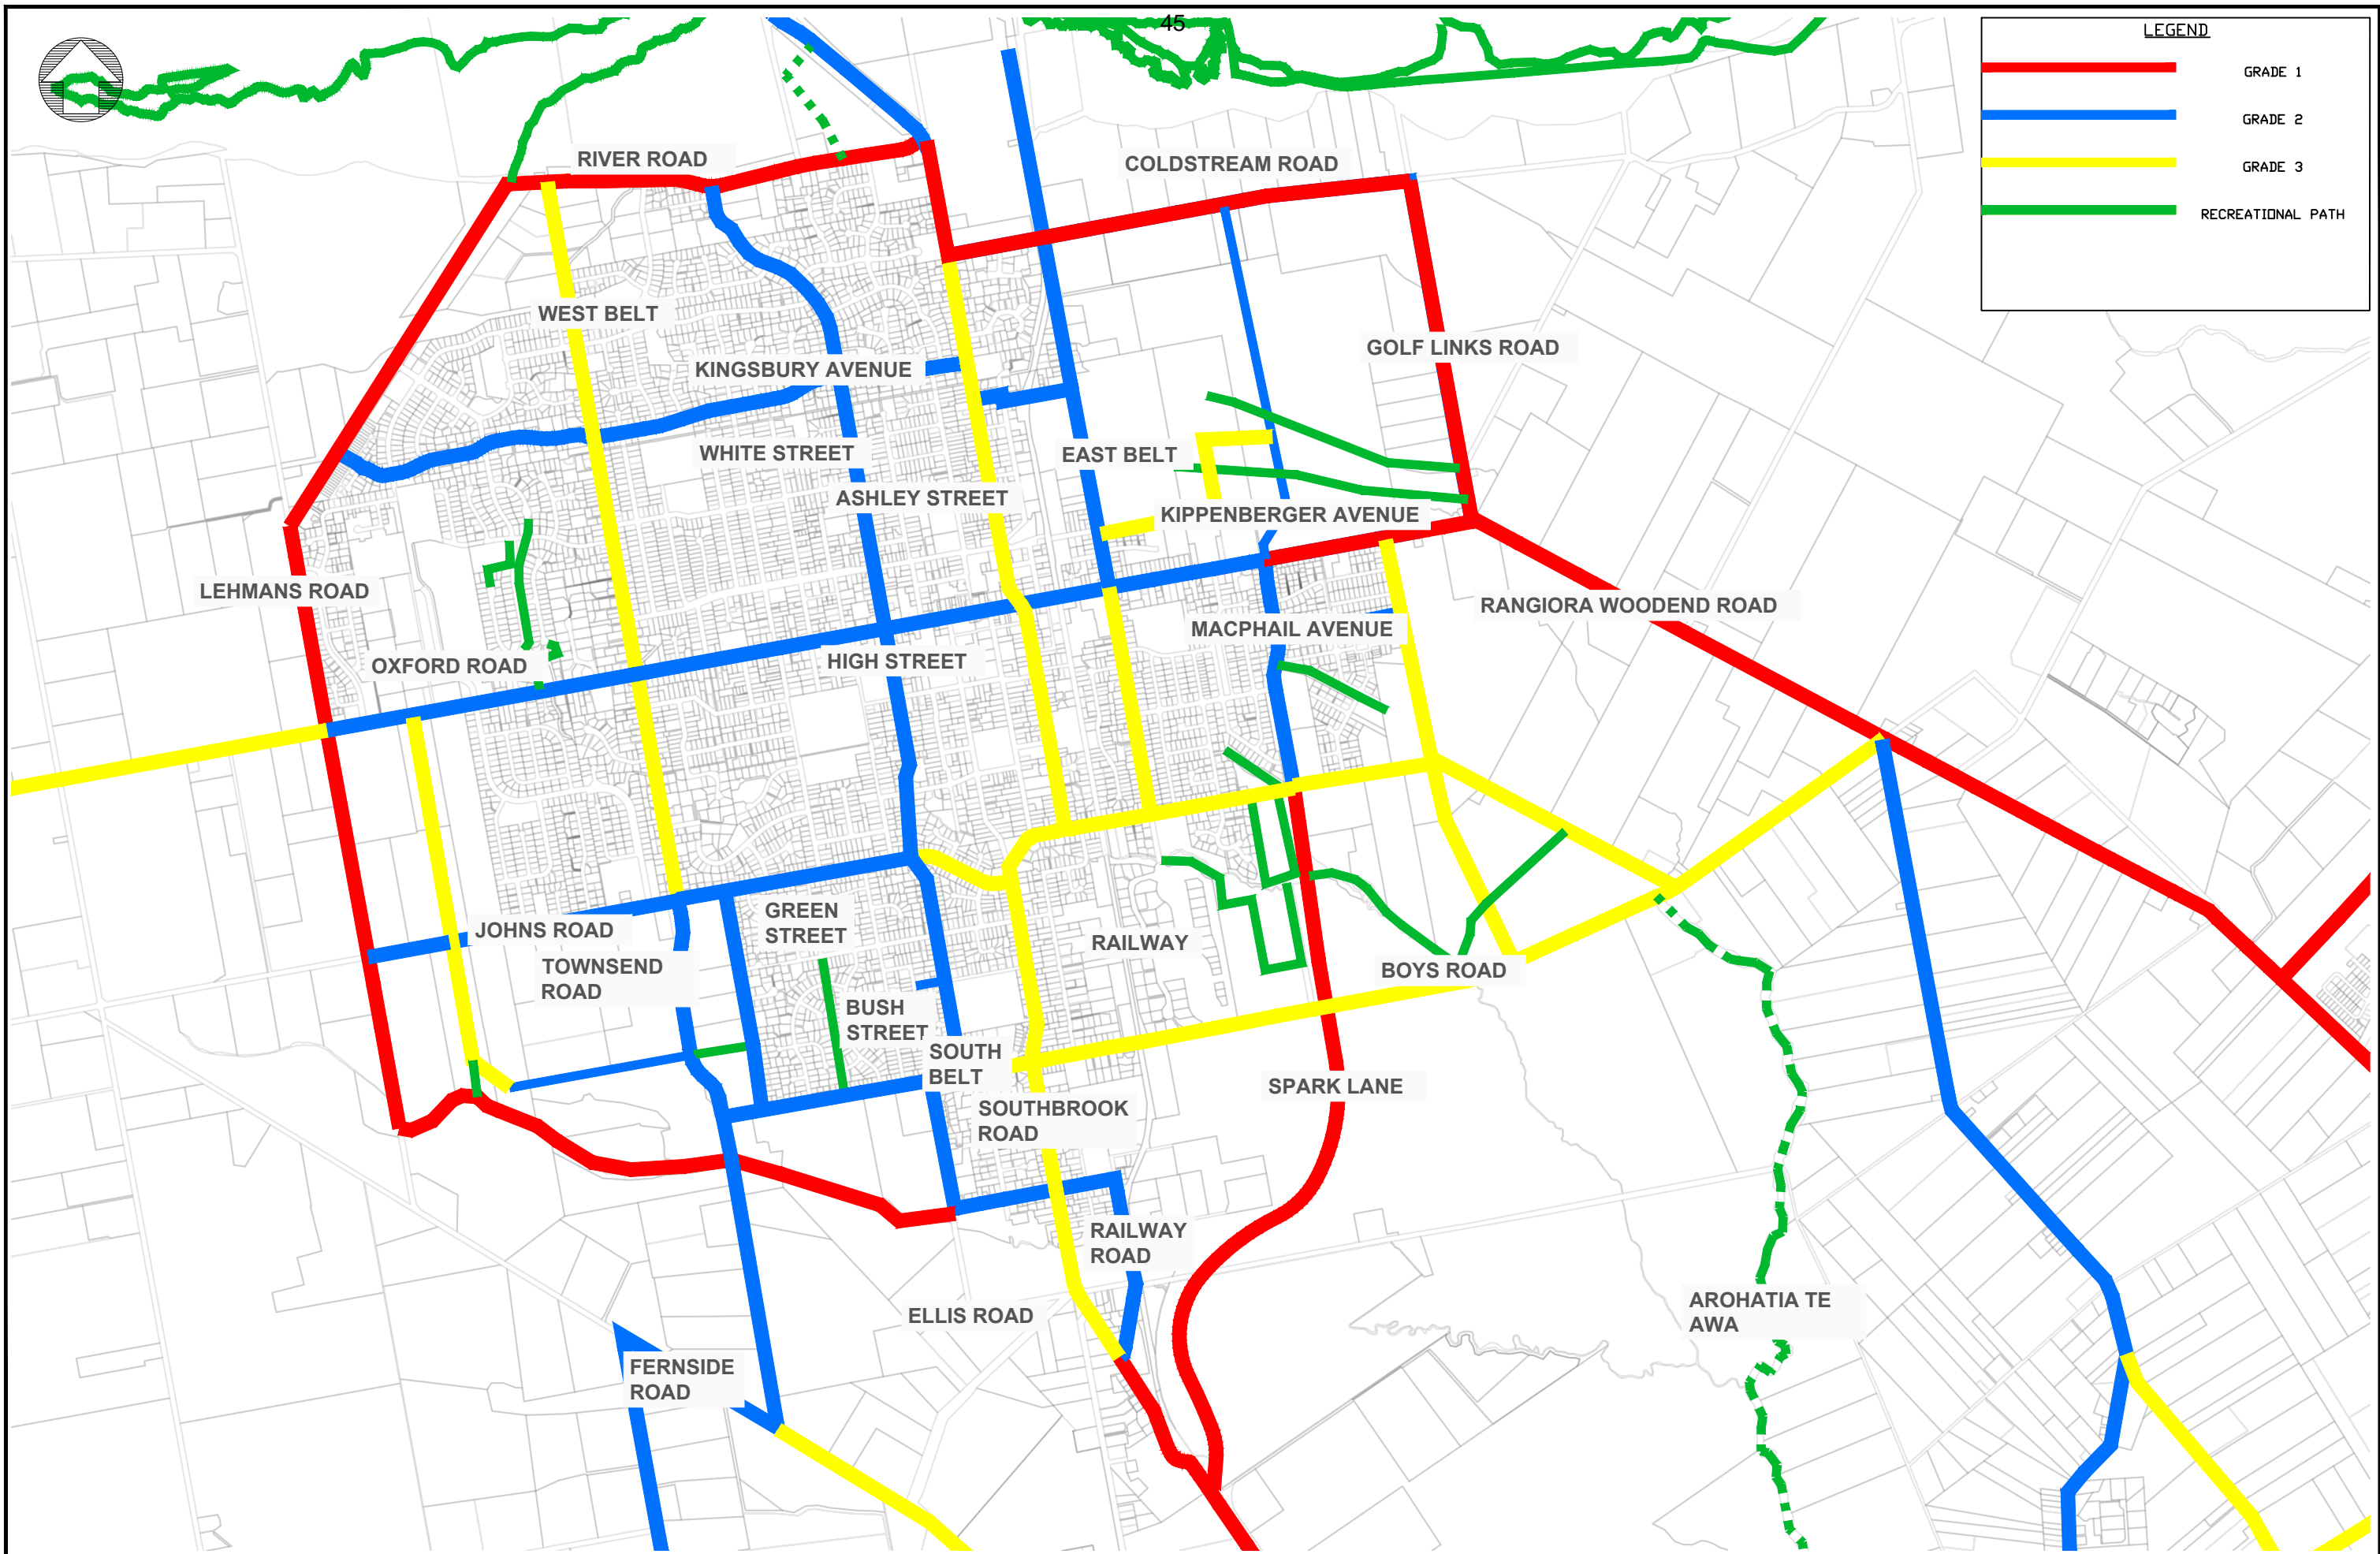 45
LEGEND
GRADE 1
GRADE 2
GRADE 3
RECREATIONAL PATH
RIVER ROAD
COLDSTREAM ROAD
WEST BELT
KINGSBURY AVENUE
GOLF LINKS ROAD
WHITE STREET
EAST BELT
ASHLEY STREET
KIPPENBERGER AVENUE
LEHMANS ROAD
RANGIORA WOODEND ROAD
MACPHAIL AVENUE
OXFORD ROAD
HIGH STREET
GREEN
STREET
JOHNS ROAD
RAILWAY
TOWNSEND
ROAD
BOYS ROAD
BUSH
STREET
SOUTH
BELT
SPARK LANE
SOUTHBROOK
ROAD
RAILWAY
ROAD
ELLIS ROAD
AROHATIA TE
AWA
FERNSIDE
ROAD